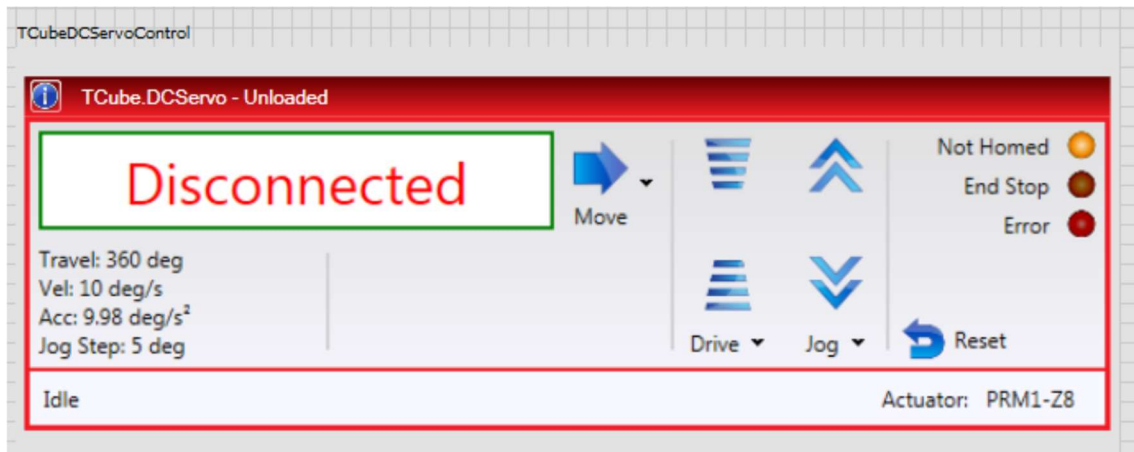 TCubeDCServoControl
TCube.DCServo - Unloaded
Disconnected
Move
Travel: 360 deg
Vel: 10 deg/s
Acc: 9.98 deg/s²
Jog Step: 5 deg
Drive
Jog
Not Homed
End Stop
Error
Reset
Idle
Actuator: PRM1-Z8